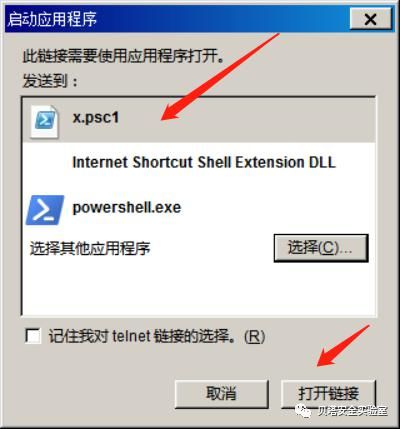 启动应用程序
此链接需要使用应用程序打开。
发送到：
x.psc1
Internet Shortcut Shell Extension DLL
powershell.exe
选择其他应用程序
选择(C)...
记住我对 telnet 链接的选择。(R)
取消
打开链接
贝塔安全实验室